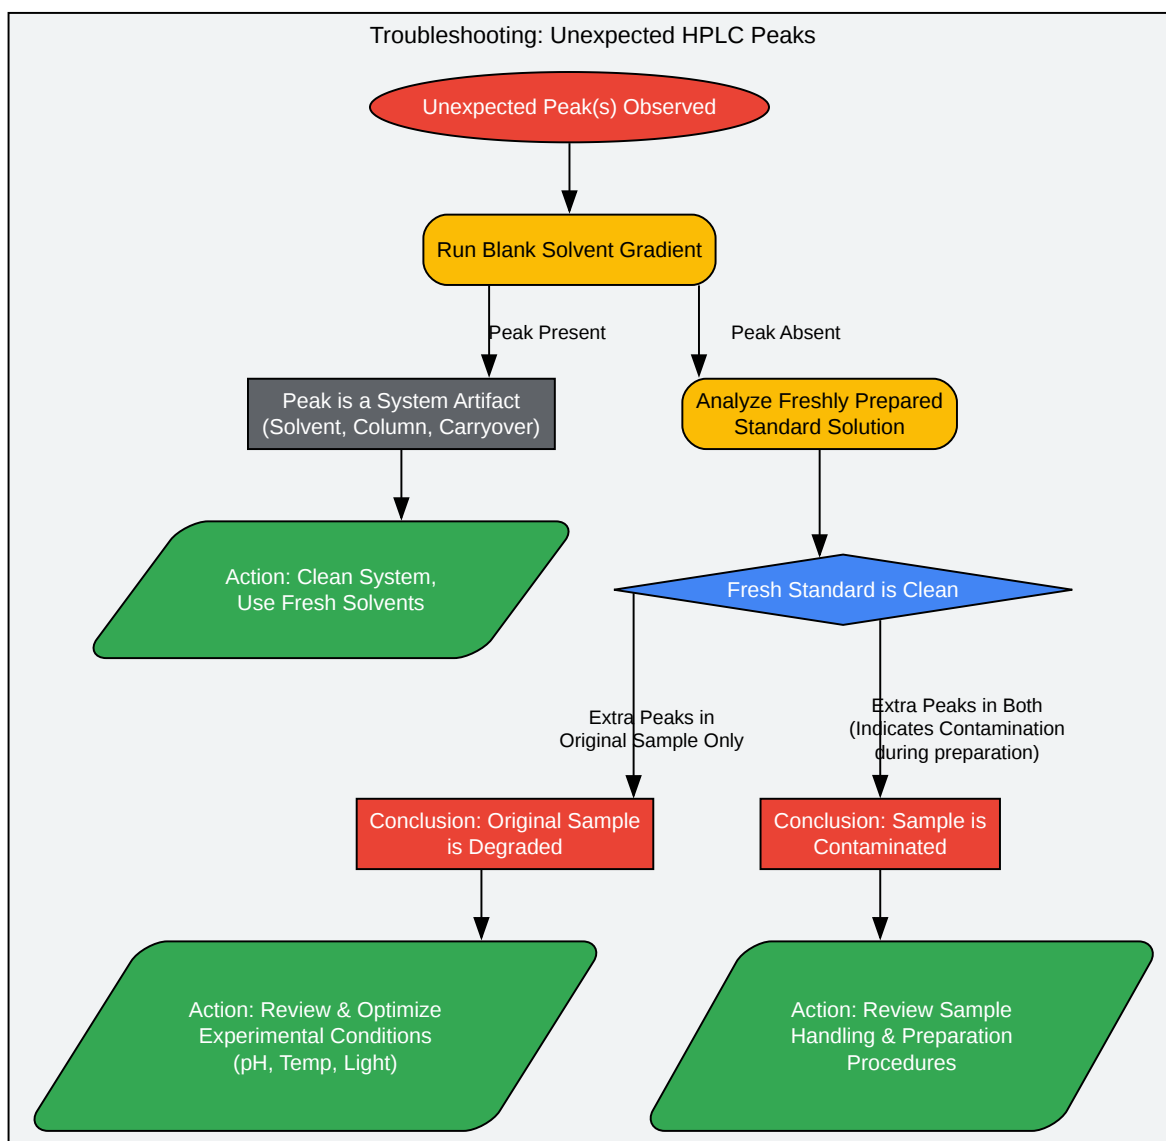 Troubleshooting: Unexpected HPLC Peaks
Unexpected Peak(s) Observed
Run Blank Solvent Gradient
Peak Present
Peak Absent
Peak is a System Artifact
(Solvent, Column, Carryover)
Analyze Freshly Prepared
Standard Solution
Action: Clean System,
Use Fresh Solvents
Fresh Standard is Clean
Extra Peaks in
Original Sample Only
Extra Peaks in Both
(Indicates Contamination
during preparation)
Conclusion: Original Sample
is Degraded
Conclusion: Sample is
Contaminated
Action: Review & Optimize
Experimental Conditions
(pH, Temp, Light)
Action: Review Sample
Handling & Preparation
Procedures